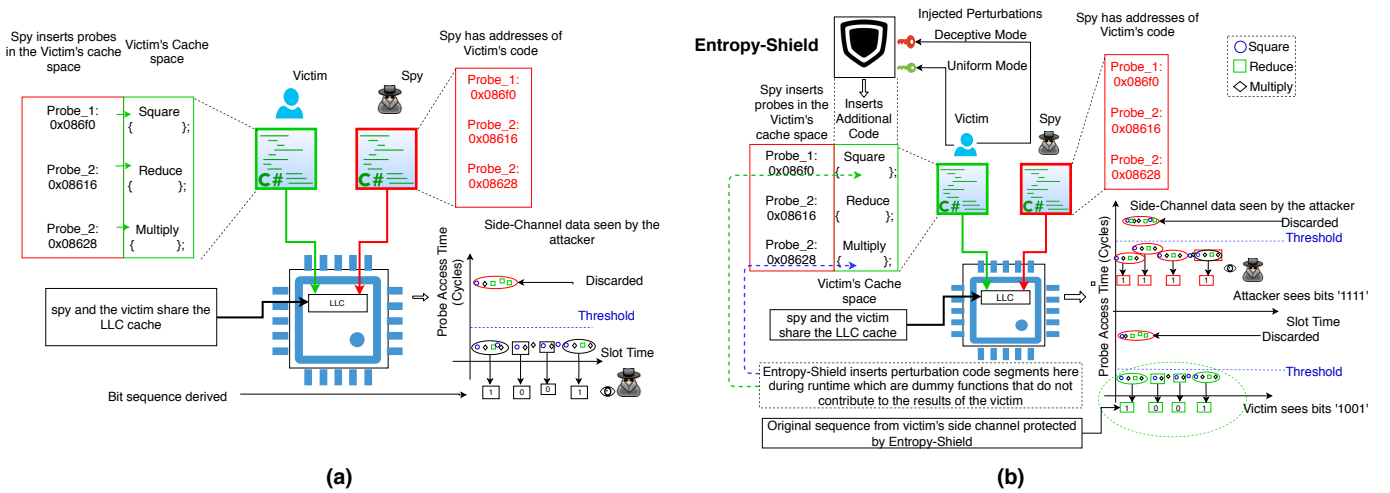 Spy inserts probes
in the Victim's cache
space
Victim's Cache
space
Victim
Spy
Spy has addresses of
Victim's code
Probe_1:
0x086f0
Square
{ };
Probe_2:
0x08616
Reduce
{ };
Probe_2:
0x08628
Multiply
{ };
C#
C#
Probe_1:
0x086f0
Probe_2:
0x08616
Probe_2:
0x08628
LLC
spy and the victim share the
LLC cache
Side-Channel data seen by the
attacker
Probe Access Time
(Cycles)
Discarded
Threshold
Slot Time
1
0
0
1
Bit sequence derived
(a)
Entropy-Shield
Injected Perturbations
Deceptive Mode
Uniform Mode
Spy has addresses of
Victim's code
Square
Reduce
Multiply
Spy inserts
probes in the
Victim's
cache space
Inserts
Additional
Code
Victim
Spy
Probe_1:
0x086f0
Square
{ };
Probe_2:
0x08616
Reduce
{ };
Probe_2:
0x08628
Multiply
{ };
C#
C#
Probe_1:
0x086f0
Probe_2:
0x08616
Probe_2:
0x08628
Victim's Cache
space
LLC
spy and the victim
share the LLC cache
Side-Channel data seen by the attacker
Probe Access Time (Cycles)
Discarded
Threshold
1
1
1
1
Attacker sees bits '1111'
Slot Time
Discarded
Threshold
1
0
0
1
Victim sees bits '1001'
Entropy-Shield inserts perturbation code segments here
during runtime which are dummy functions that do not
contribute to the results of the victim
Original sequence from victim's side channel protected
by Entropy-Shield
(b)